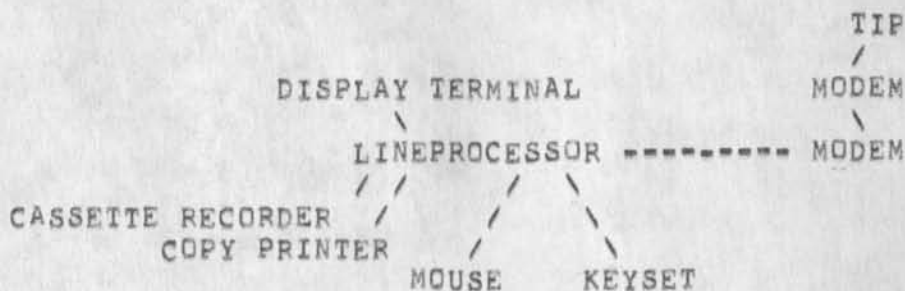 TIP
DISPLAY TERMINAL MODEM
LINEPROCESSOR --------- MODEM
CASSETTE RECORDER
COPY PRINTER
MOUSE KEYSET